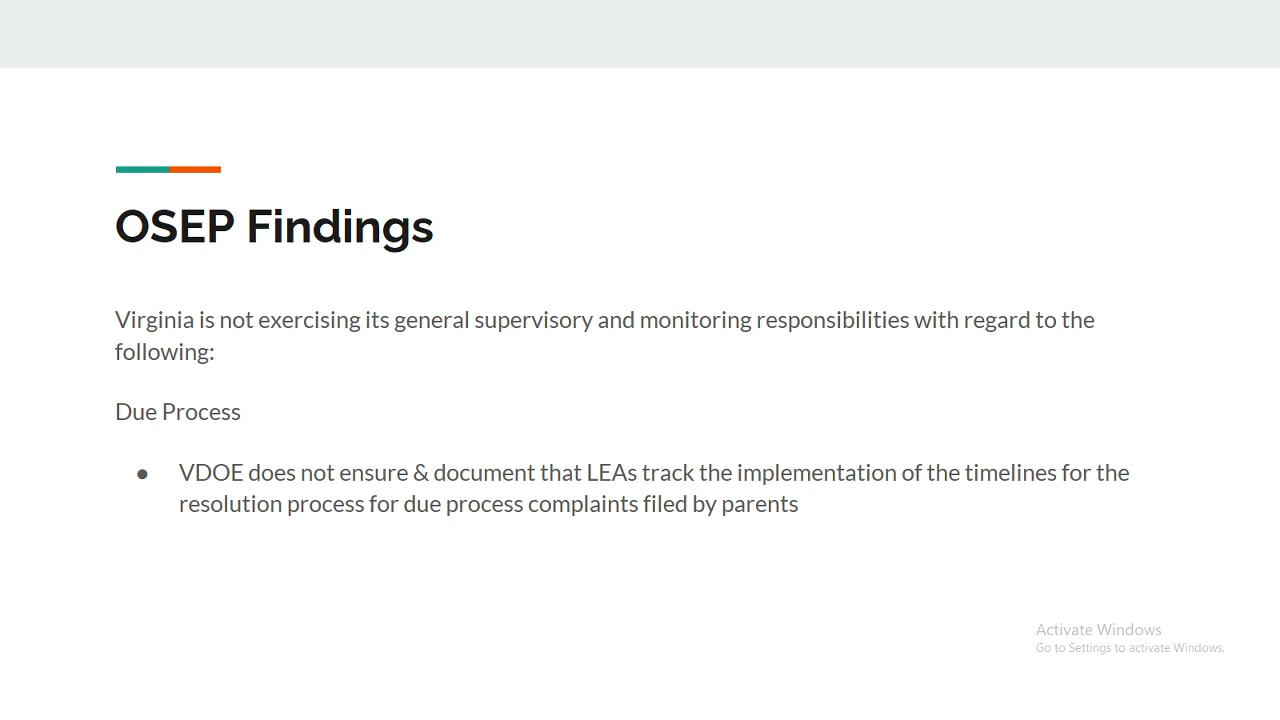 OSEP Findings
Virginia is not exercising its general supervisory and monitoring responsibilities with regard to the
following:
Due Process
● VDOE does not ensure & document that LEAs track the implementation of the timelines for the
resolution process for due process complaints filed by parents
Activate Windows
Go to Settings to activate Windows.